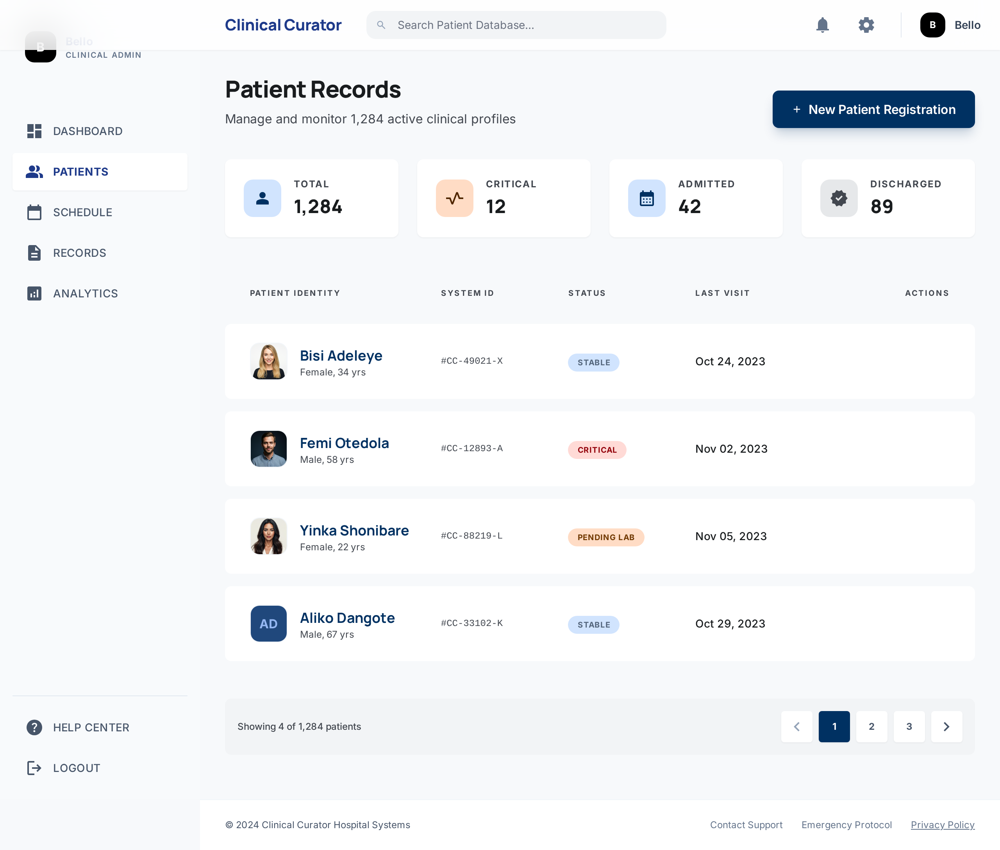 Clinical Curator
Search Patient Database...
B
Bello
B
Bello
CLINICAL ADMIN
DASHBOARD
PATIENTS
SCHEDULE
RECORDS
ANALYTICS
HELP CENTER
LOGOUT
Patient Records
Manage and monitor 1,284 active clinical profiles
+ New Patient Registration
TOTAL
1,284
CRITICAL
12
ADMITTED
42
DISCHARGED
89
PATIENT IDENTITY SYSTEM ID STATUS LAST VISIT ACTIONS
Bisi Adeleye
Female, 34 yrs
#CC-49021-X
STABLE
Oct 24, 2023
Femi Otedola
Male, 58 yrs
#CC-12893-A
CRITICAL
Nov 02, 2023
Yinka Shonibare
Female, 22 yrs
#CC-88219-L
PENDING LAB
Nov 05, 2023
AD
Aliko Dangote
Male, 67 yrs
#CC-33102-K
STABLE
Oct 29, 2023
Showing 4 of 1,284 patients
1 2 3
© 2024 Clinical Curator Hospital Systems
Contact Support Emergency Protocol Privacy Policy